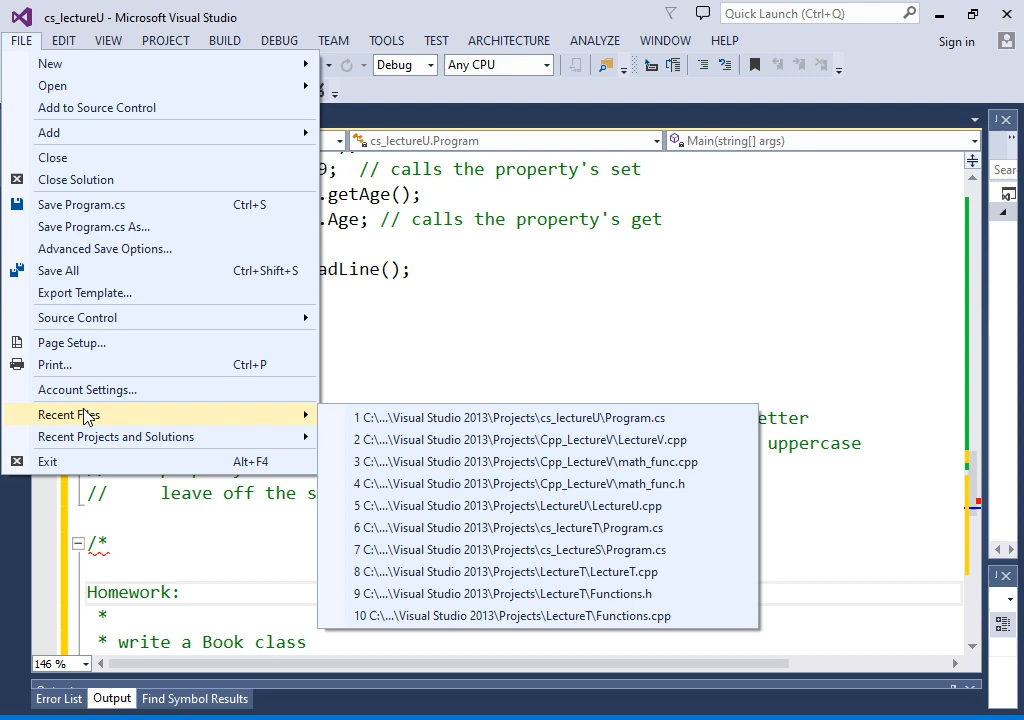 cs_lectureU - Microsoft Visual Studio
Quick Launch (Ctrl+Q)
FILE EDIT VIEW PROJECT BUILD DEBUG TEAM TOOLS TEST ARCHITECTURE ANALYZE WINDOW HELP
Sign in
Debug
Any CPU
New
Open
Add to Source Control
Add
Close
Close Solution
Save Program.cs Ctrl+S
Save Program.cs As...
Advanced Save Options...
Save All Ctrl+Shift+S
Export Template...
Source Control
Page Setup...
Print... Ctrl+P
Account Settings...
Recent Files
Recent Projects and Solutions
Exit Alt+F4
cs_lectureU.Program
Main(string[] args)
9; // calls the property's set
.getAge();
.Age; // calls the property's get
adLine();
Sear
1 C:\...\Visual Studio 2013\Projects\cs_lectureU\Program.cs
2 C:\...\Visual Studio 2013\Projects\Cpp_LectureV\LectureV.cpp
3 C:\...\Visual Studio 2013\Projects\Cpp_LectureV\math_func.cpp
4 C:\...\Visual Studio 2013\Projects\Cpp_LectureV\math_func.h
5 C:\...\Visual Studio 2013\Projects\LectureU\LectureU.cpp
6 C:\...\Visual Studio 2013\Projects\cs_lectureT\Program.cs
7 C:\...\Visual Studio 2013\Projects\cs_LectureS\Program.cs
8 C:\...\Visual Studio 2013\Projects\LectureT\LectureT.cpp
9 C:\...\Visual Studio 2013\Projects\LectureT\Functions.h
10 C:\...\Visual Studio 2013\Projects\LectureT\Functions.cpp
etter
uppercase
// leave off the s
/*
Homework:
*
* write a Book class
146 %
Error List Output Find Symbol Results